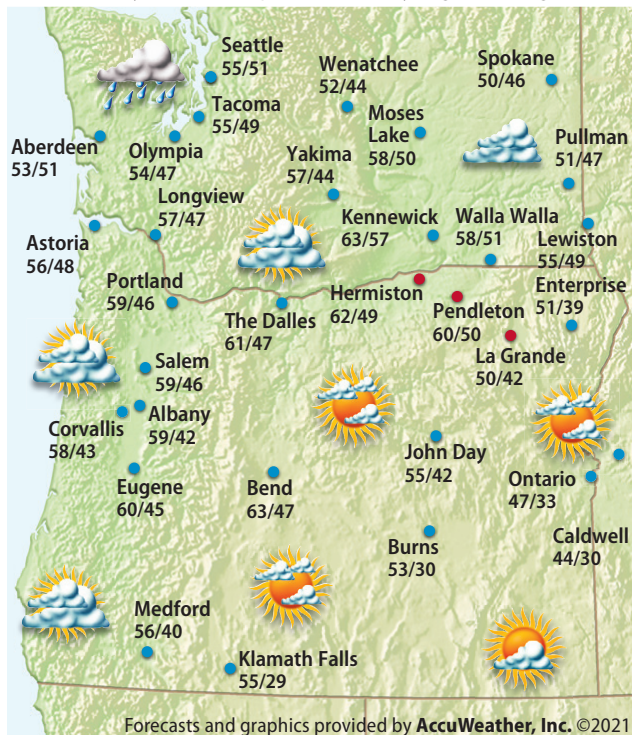 Seattle
55/51
Wenatchee
52/44
Spokane
50/46
Tacoma
55/49
Moses
Lake
58/50
Aberdeen
53/51
Olympia
54/47
Yakima
57/44
Pullman
51/47
Longview
57/47
Kennewick
63/57
Walla Walla
58/51
Lewiston
55/49
Astoria
56/48
Portland
59/46
The Dalles
61/47
Hermiston
62/49
Pendleton
60/50
Enterprise
51/39
La Grande
50/42
Salem
59/46
Albany
59/42
Corvallis
58/43
John Day
55/42
Eugene
60/45
Bend
63/47
Ontario
47/33
Burns
53/30
Caldwell
44/30
Medford
56/40
Klamath Falls
55/29
Forecasts and graphics provided by AccuWeather, Inc. ©2021